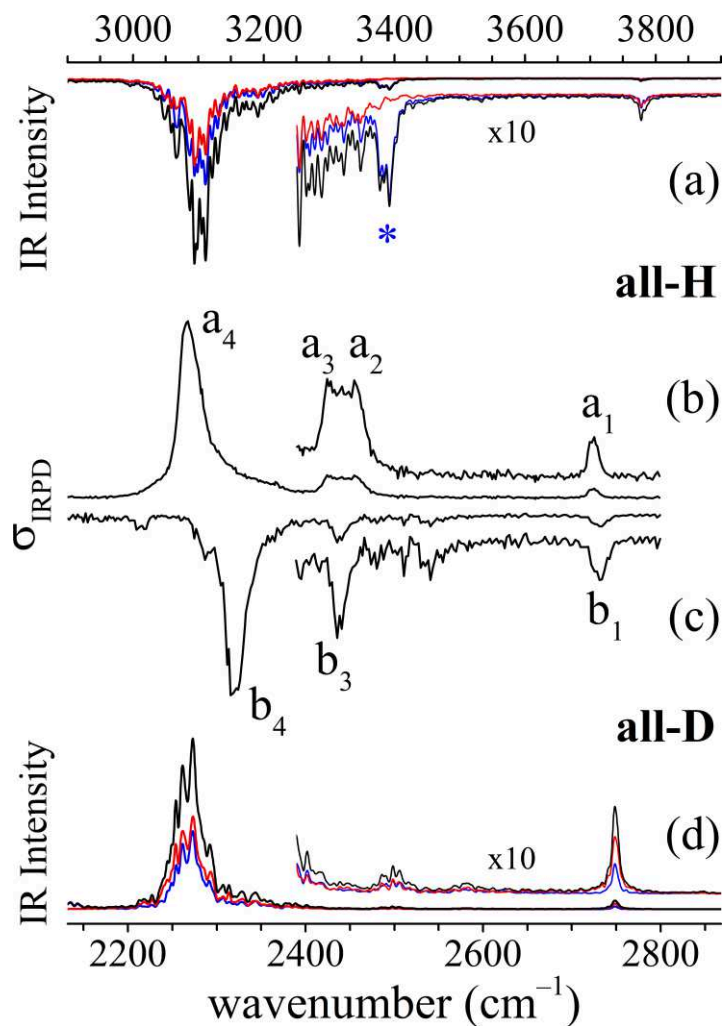 3000 3200 3400 3600 3800
IR Intensity
x10
(a)
*
all-H
a₄
a₃ a₂
a₁
(b)
σIRPD
b₄
b₃
b₁
(c)
all-D
IR Intensity
x10
(d)
2200 2400 2600 2800
wavenumber (cm⁻¹)